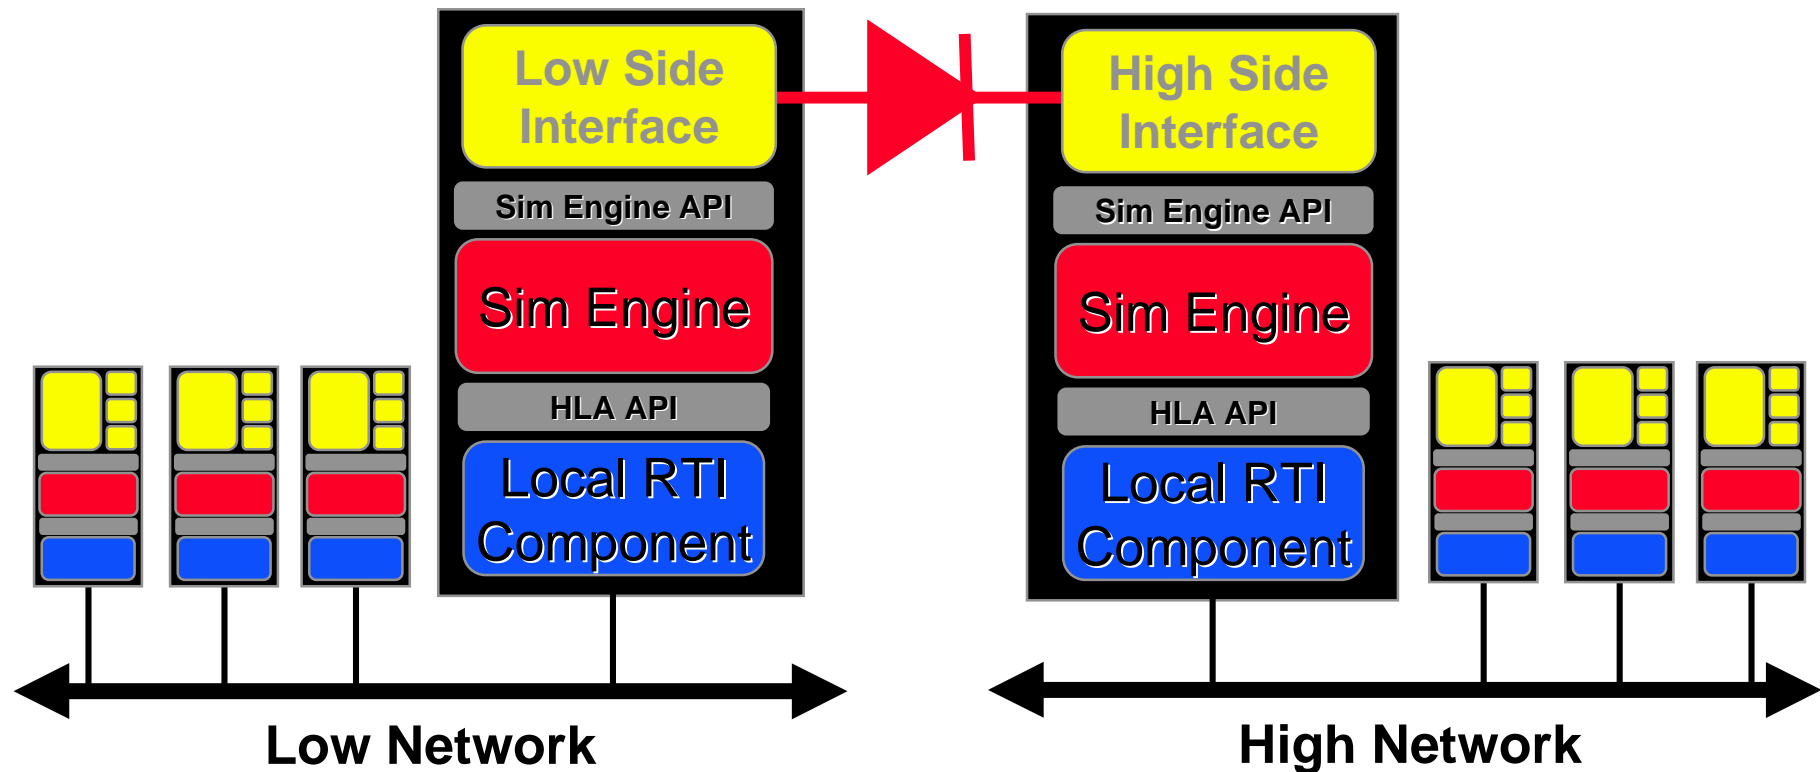 Low Side
Interface
Sim Engine API
Sim Engine
HLA API
Local RTI
Component
High Side
Interface
Sim Engine API
Sim Engine
HLA API
Local RTI
Component
Low Network
High Network